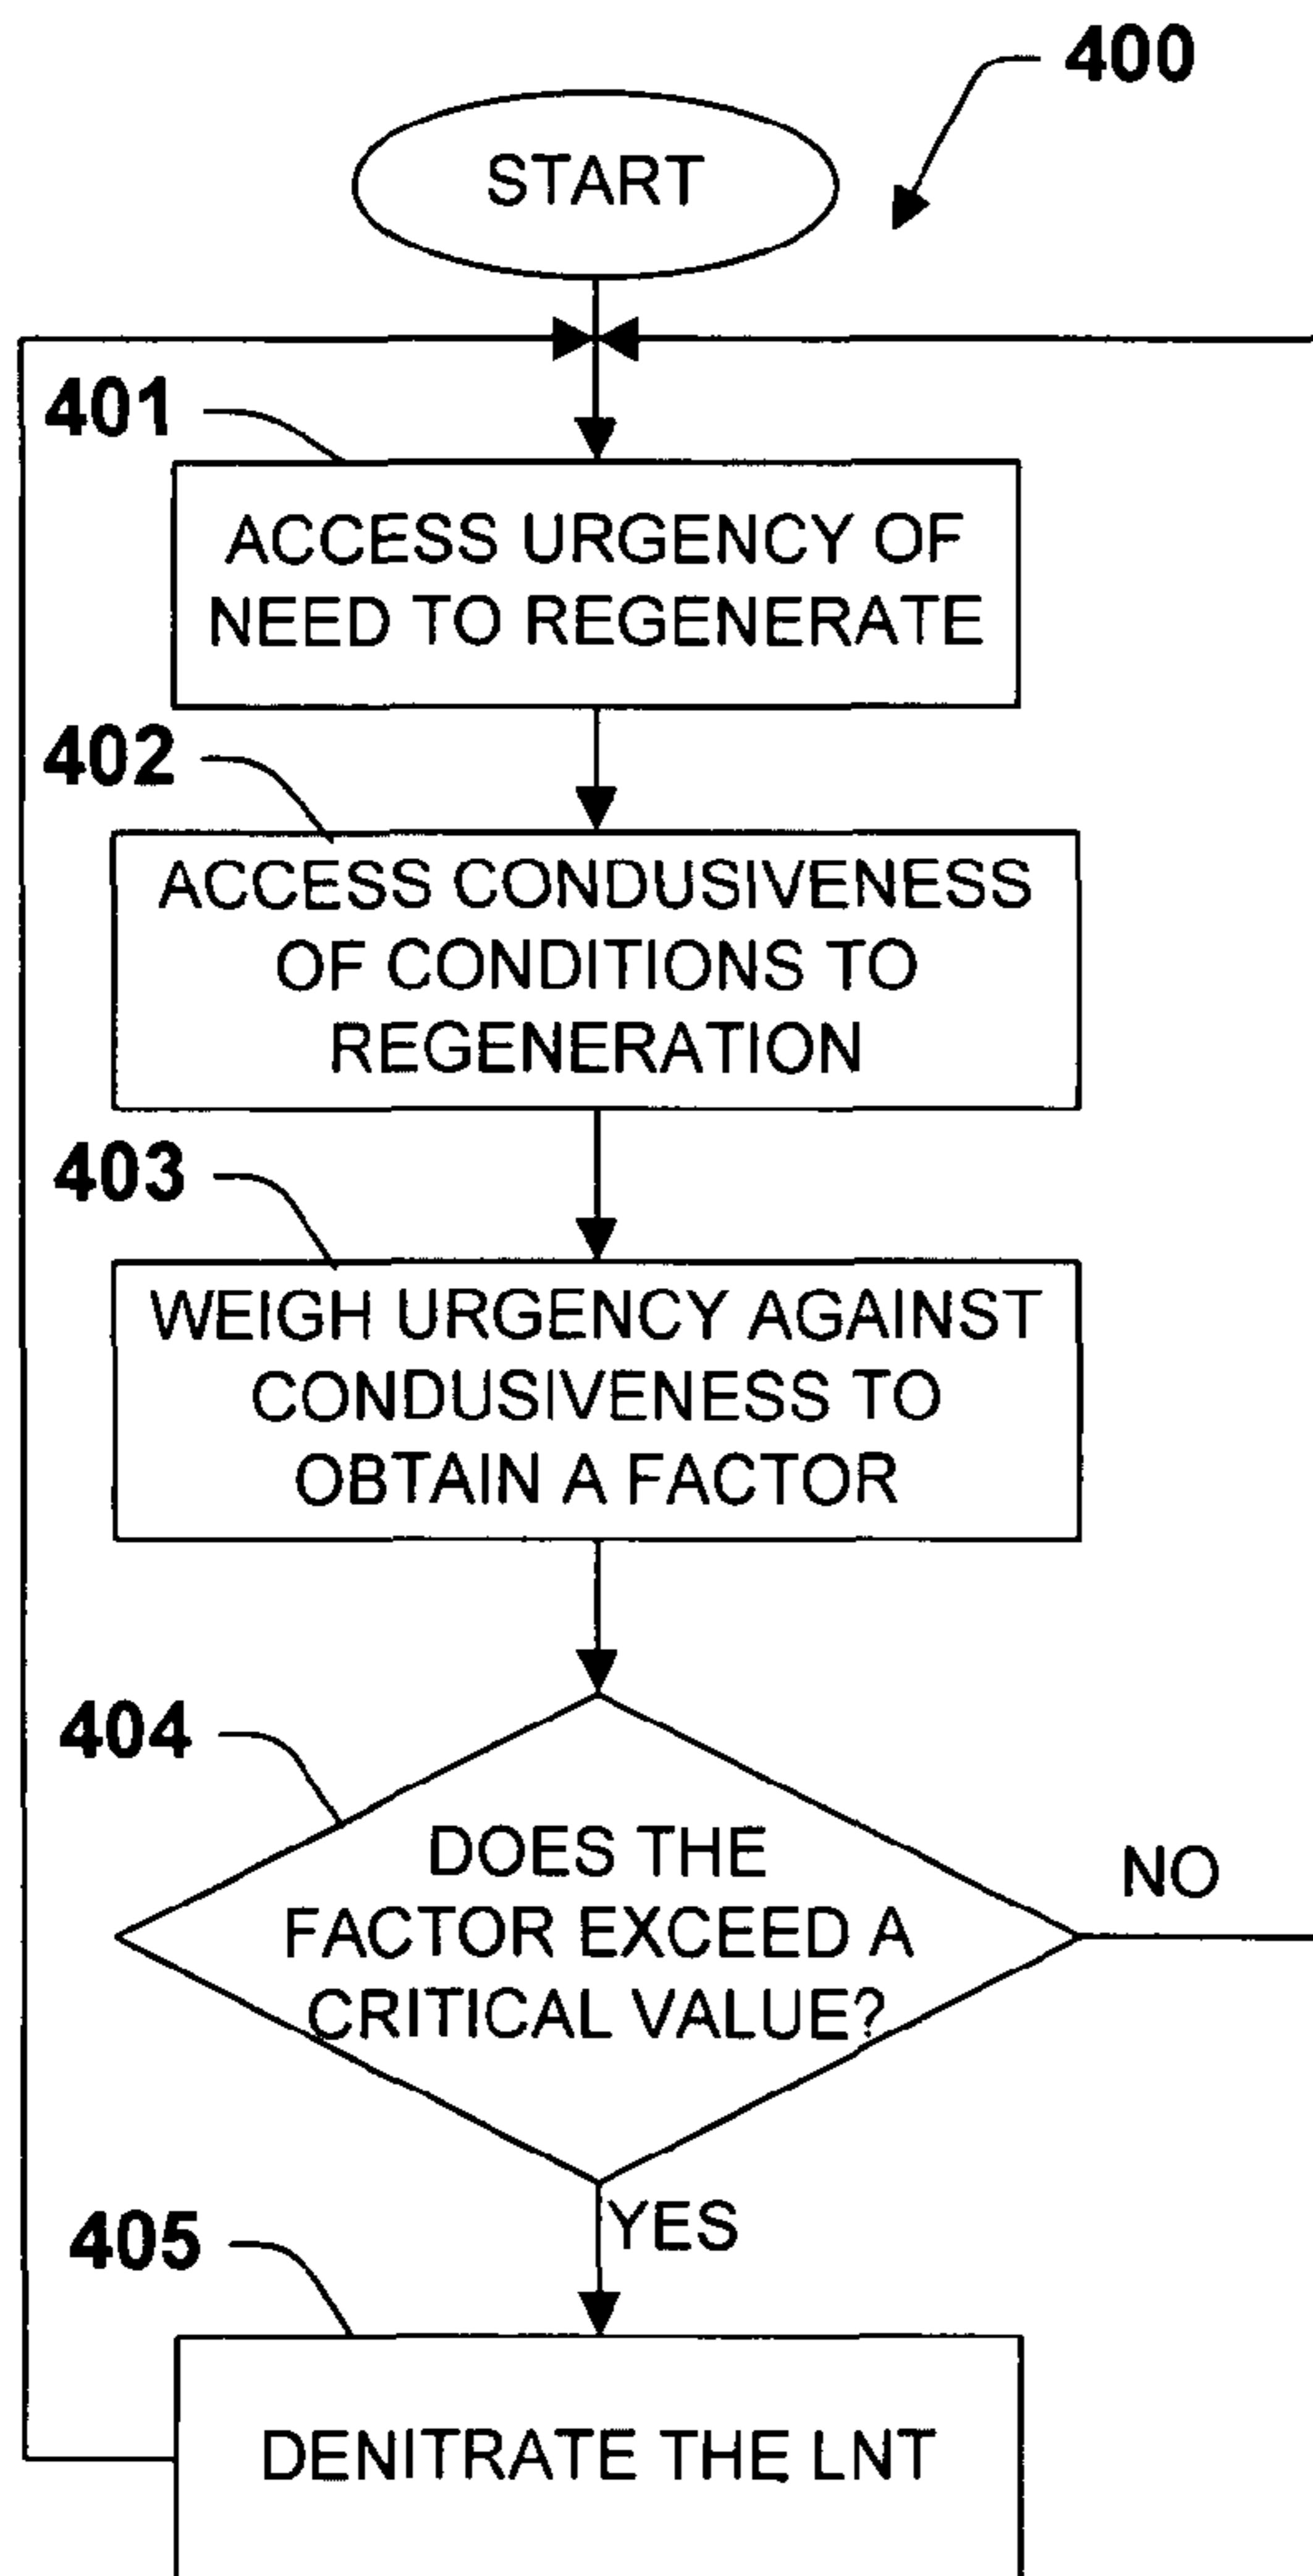 400
START
401
ACCESS URGENCY OF
NEED TO REGENERATE
402
ACCESS CONDUSIVENESS
OF CONDITIONS TO
REGENERATION
403
WEIGH URGENCY AGAINST
CONDUSIVENESS TO
OBTAIN A FACTOR
404
DOES THE
FACTOR EXCEED A
CRITICAL VALUE?
NO
YES
405
DENITRATE THE LNT